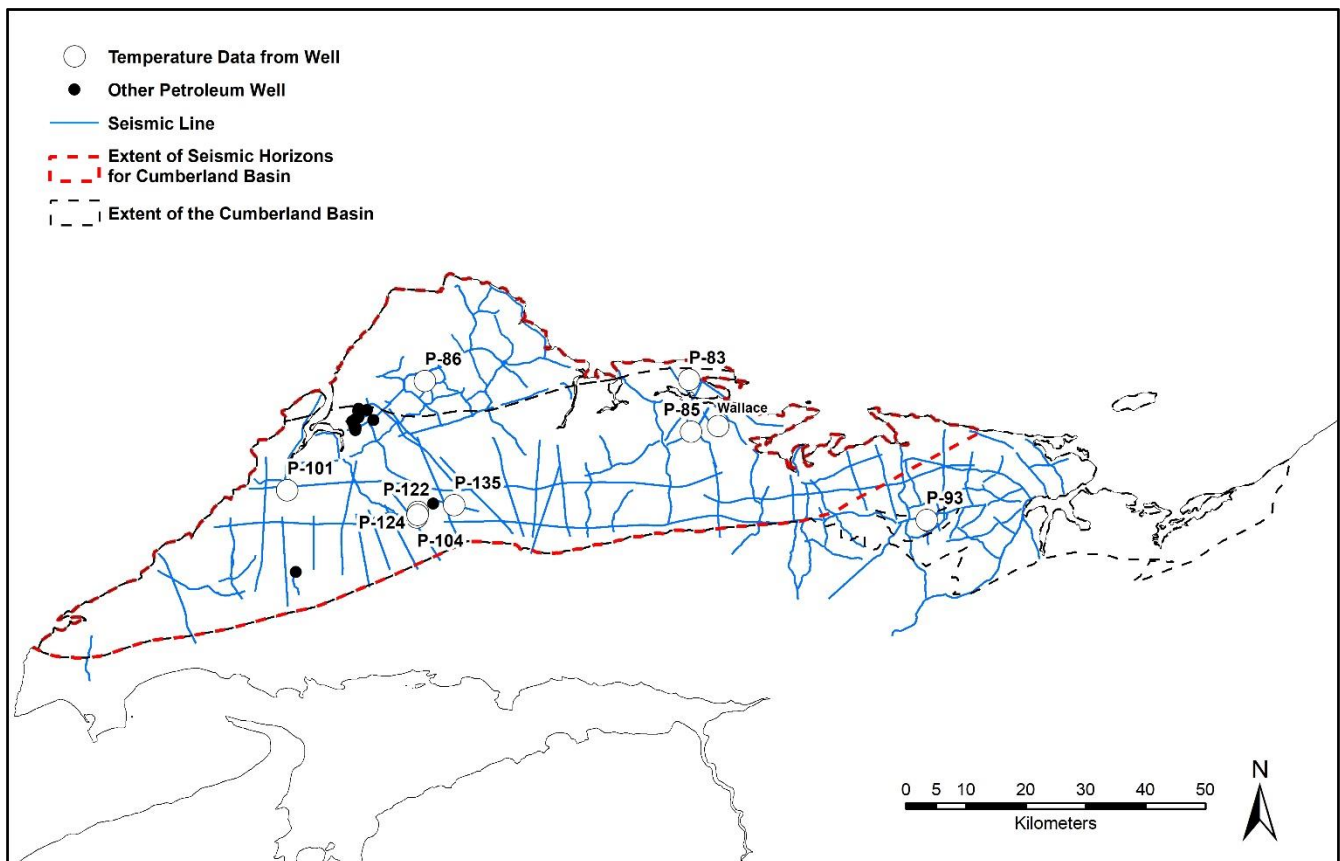 Temperature Data from Well
Other Petroleum Well
Seismic Line
Extent of Seismic Horizons
for Cumberland Basin
Extent of the Cumberland Basin
P-86
P-83
P-85
Wallace
P-101
P-122
P-135
P-124
P-104
P-93
N
0 5 10 20 30 40 50
Kilometers